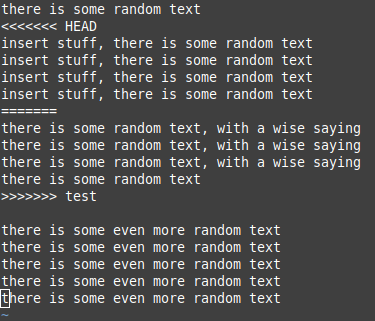 there is some random text
<<<<<<< HEAD
insert stuff, there is some random text
insert stuff, there is some random text
insert stuff, there is some random text
insert stuff, there is some random text
=======
there is some random text, with a wise saying
there is some random text, with a wise saying
there is some random text, with a wise saying
there is some random text
>>>>>>> test

there is some even more random text
there is some even more random text
there is some even more random text
there is some even more random text
there is some even more random text
~